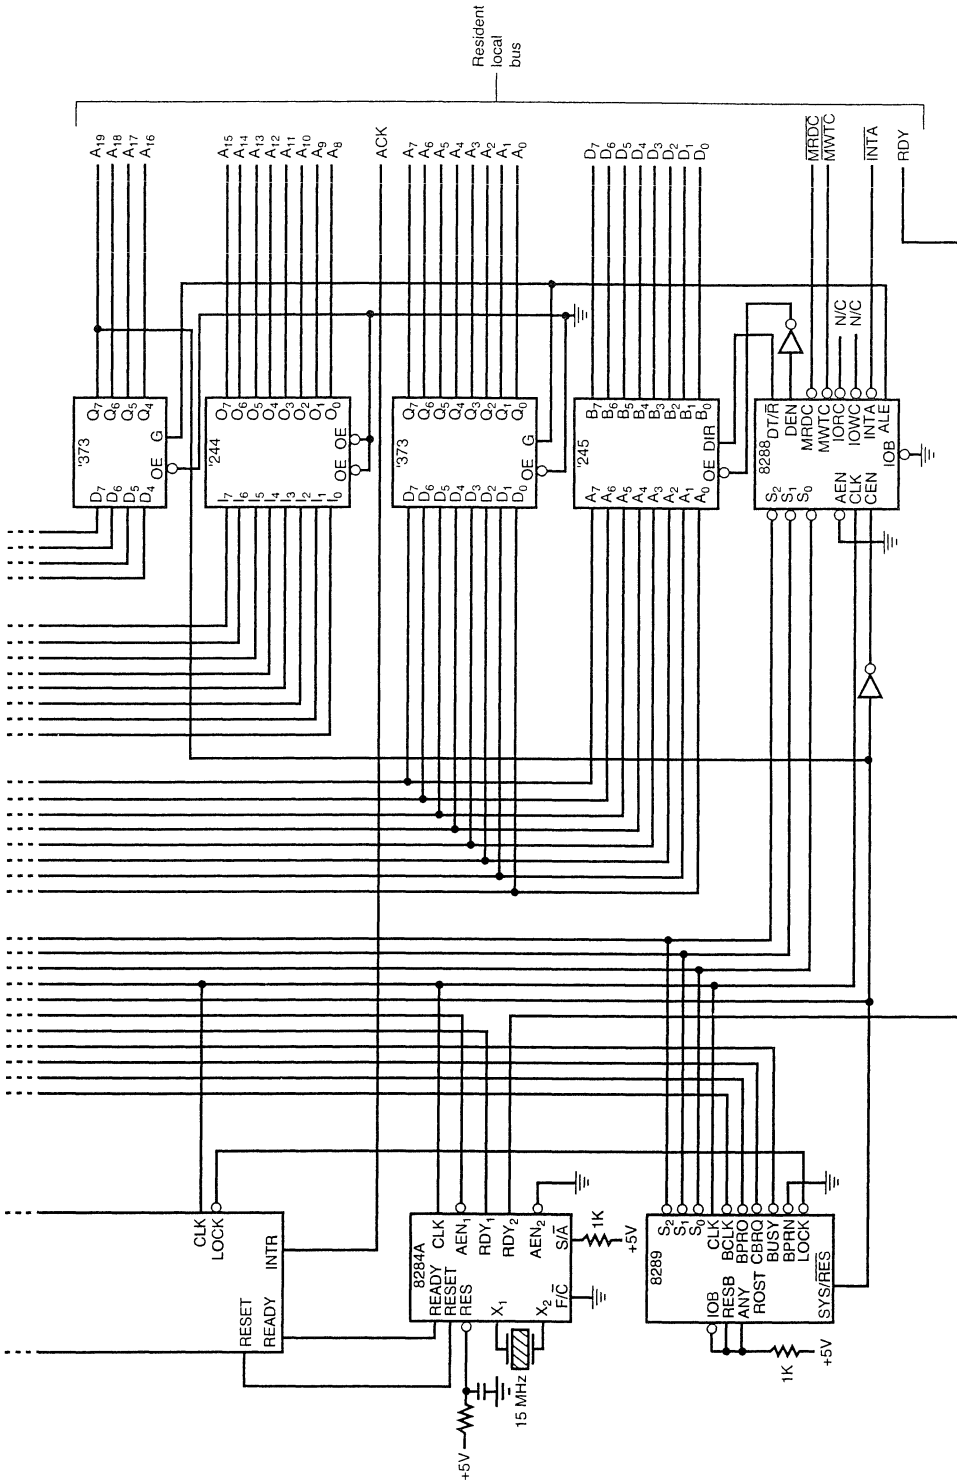 Resident
local
bus
A19
A18
A17
A16
A15
A14
A13
A12
A11
A10
A9
A8
ACK
A7
A6
A5
A4
A3
A2
A1
A0
D7
D6
D5
D4
D3
D2
D1
D0
MRDC
MWTC
INTA
RDY
N/C
N/C
'373
D7 Q7
D6 Q6
D5 Q5
D4 Q4
OE G
'244
I7 O7
I6 O6
I5 O5
I4 O4
I3 O3
I2 O2
I1 O1
I0 O0
OE OE
'373
D7 Q7
D6 Q6
D5 Q5
D4 Q4
D3 Q3
D2 Q2
D1 Q1
D0 Q0
OE G
'245
A7 B7
A6 B6
A5 B5
A4 B4
A3 B3
A2 B2
A1 B1
A0 B0
OE DIR
8288
S2 DT/R
S1 DEN
S0 MRDC
MWTC
AEN IORC
CLK IOWC
CEN INTA
IOB ALE
CLK
LOCK
INTR
RESET
READY
8284A
CLK
READY
RESET
RES
AEN1
RDY1
RDY2
AEN2
X1
X2
F/C
S/A
1K
+5V
15 MHz
+5V
8289
S2
S1
S0
CLK
BCLK
BPRO
CBRQ
BUSY
BPRN
LOCK
IOB
RESB
ANY
ROST
SYS/RES
1K
+5V